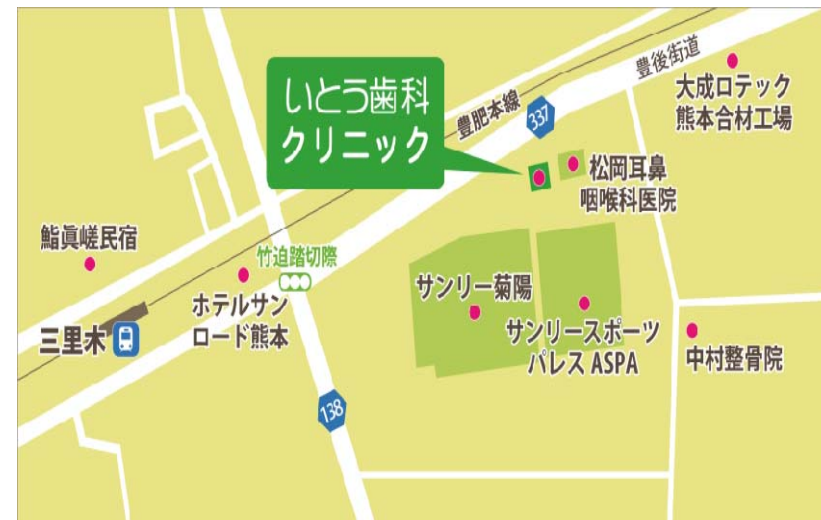 いとう歯科
クリニック
豊肥本線
337
豊後街道
大成ロテック
熊本合材工場
松岡耳鼻
咽喉科医院
鮨眞嵯民宿
竹迫踏切際
ホテルサン
ロード熊本
三里木
サンリー菊陽
サンリースポーツ
パレス ASPA
中村整骨院
138